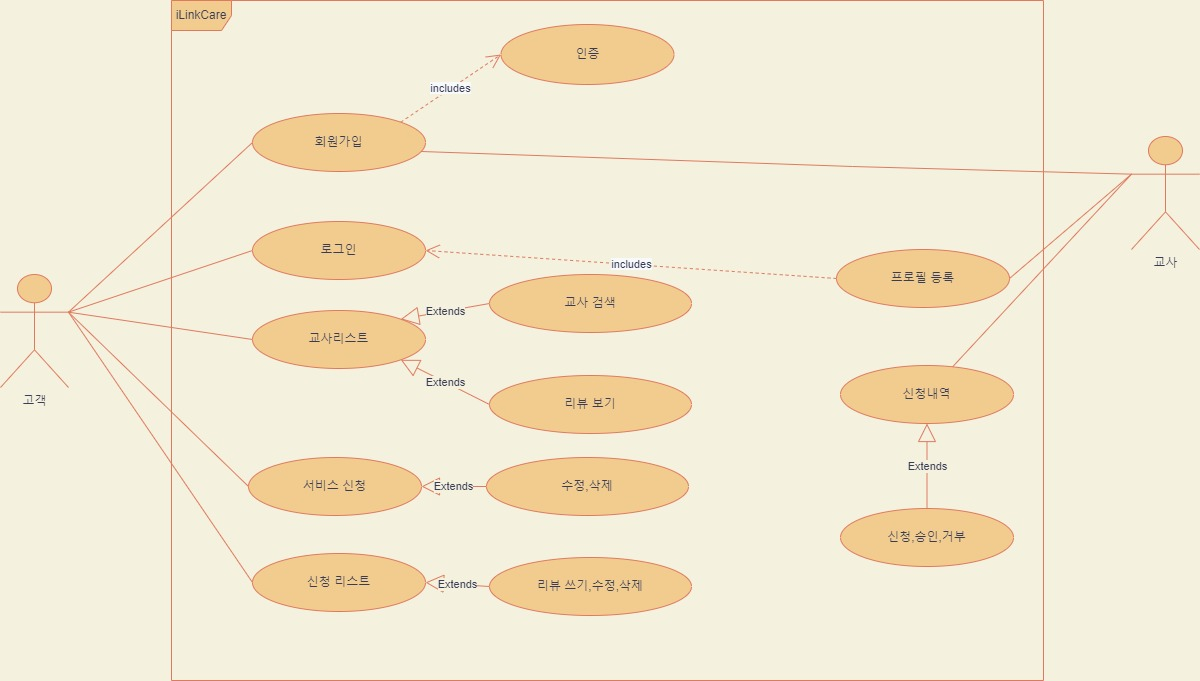 iLinkCare
인증
includes
회원가입
교사
로그인
includes
프로필 등록
교사 검색
Extends
교사리스트
Extends
리뷰 보기
고객
신청내역
Extends
서비스 신청
Extends
수정,삭제
신청,승인,거부
신청 리스트
Extends
리뷰 쓰기,수정,삭제